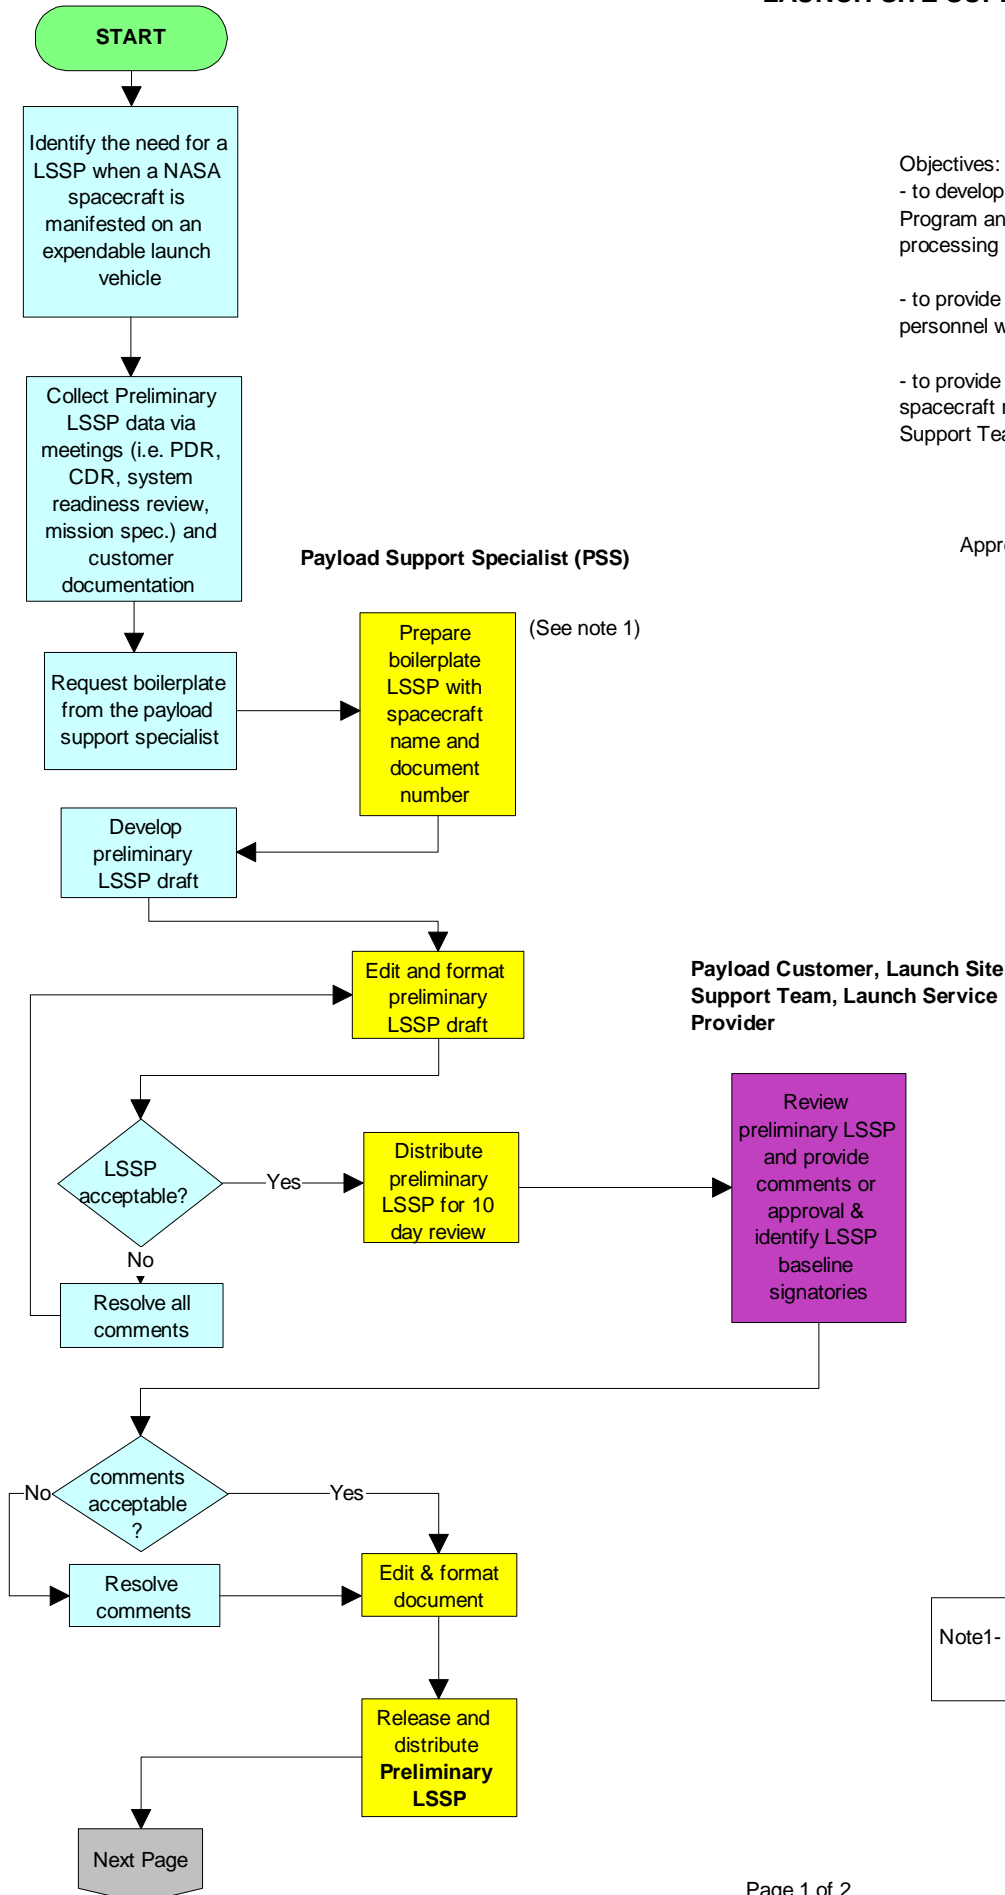 START
Identify the need for a
LSSP when a NASA
spacecraft is
manifested on an
expendable launch
vehicle
Objectives:
- to develop
Program an
processing
- to provide
personnel w
- to provide
spacecraft
Support Tea
Collect Preliminary
LSSP data via
meetings (i.e. PDR,
CDR, system
readiness review,
mission spec.) and
customer
documentation
Payload Support Specialist (PSS)
Appr
Request boilerplate
from the payload
support specialist
Prepare
boilerplate
LSSP with
spacecraft
name and
document
number
(See note 1)
Develop
preliminary
LSSP draft
Edit and format
preliminary
LSSP draft
Payload Customer, Launch Site
Support Team, Launch Service
Provider
LSSP
acceptable?
Yes
No
Distribute
preliminary
LSSP for 10
day review
Review
preliminary LSSP
and provide
comments or
approval &
identify LSSP
baseline
signatories
Resolve all
comments
comments
acceptable
?
No
Yes
Resolve
comments
Edit & format
document
Note1-
Release and
distribute
Preliminary
LSSP
Next Page
Page 1 of 2